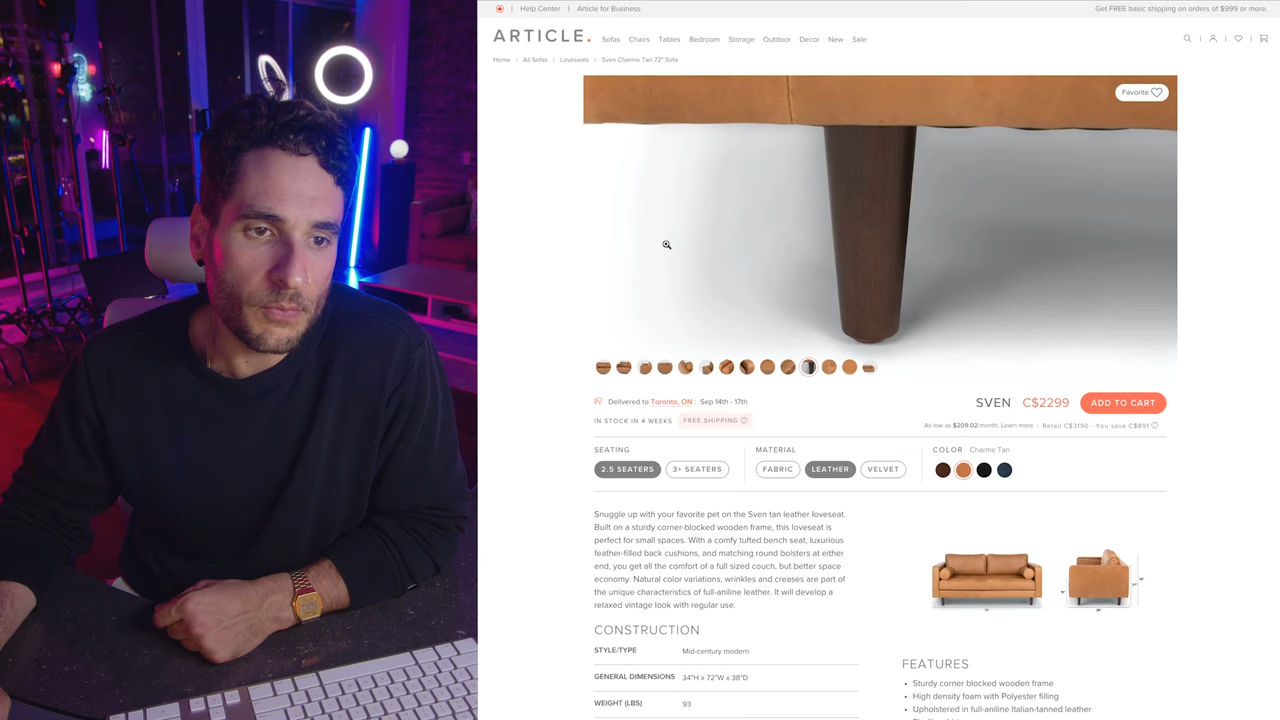 Help Center | Article for Business
Get FREE basic shipping on orders of $999 or more.
ARTICLE.
Sofas Chairs Tables Bedroom Storage Outdoor Decor New Sale
Home > All Sofas > Loveseats > Sven Charme Tan 72" Sofa
Favorite
Delivered to Toronto, ON : Sep 14th - 17th
SVEN C$2299 ADD TO CART
IN STOCK IN 4 WEEKS FREE SHIPPING
As low as $209.02/month. Learn more | Retail C$3190 - You save C$891
SEATING
2.5 SEATERS 3+ SEATERS
MATERIAL
FABRIC LEATHER VELVET
COLOR Charme Tan
Snuggle up with your favorite pet on the Sven tan leather loveseat.
Built on a sturdy corner-blocked wooden frame, this loveseat is
perfect for small spaces. With a comfy tufted bench seat, luxurious
feather-filled back cushions, and matching round bolsters at either
end, you get all the comfort of a full sized couch, but better space
economy. Natural color variations, wrinkles and creases are part of
the unique characteristics of full-aniline leather. It will develop a
relaxed vintage look with regular use.
CONSTRUCTION
STYLE/TYPE Mid-century modern
GENERAL DIMENSIONS 34"H x 72"W x 38"D
WEIGHT (LBS) 93
FEATURES
• Sturdy corner blocked wooden frame
• High density foam with Polyester filling
• Upholstered in full-aniline Italian-tanned leather